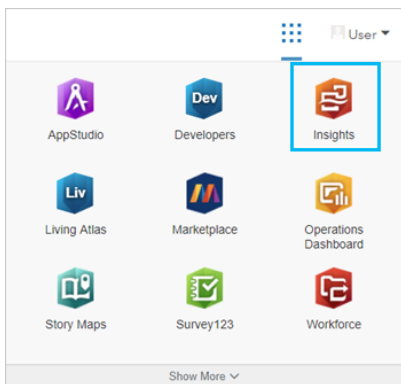 User
Dev
AppStudio Developers Insights
Liv
Living Atlas Marketplace Operations
Dashboard
Story Maps Survey123 Workforce
Show More